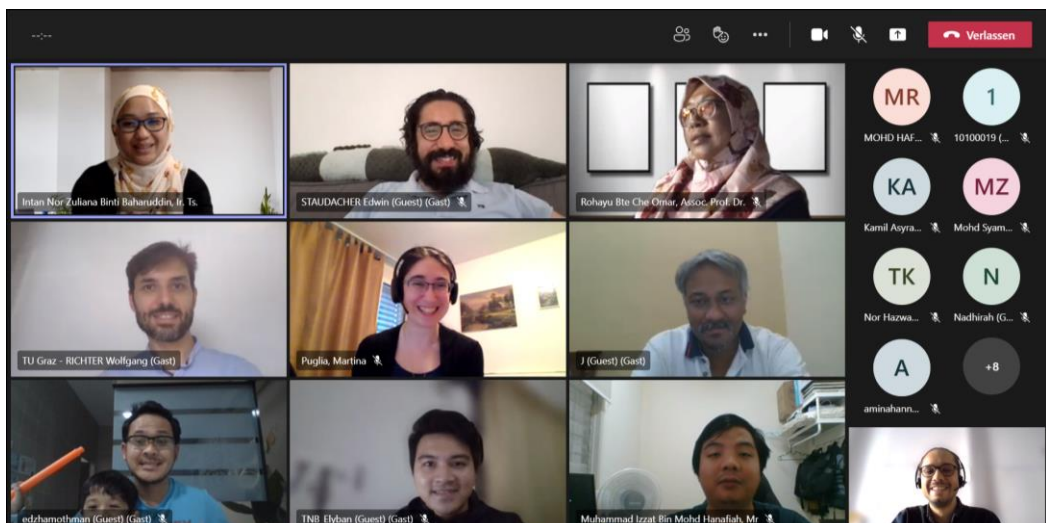 --:--
Verlassen
Intan Nor Zuliana Binti Baharuddin, Ir. Ts.
STAUDACHER Edwin (Guest) (Gast)
Rohayu Bte Che Omar, Assoc. Prof. Dr.
MR
1
MOHD HAF...
10100019 (...
KA
MZ
Kamil Asyra...
Mohd Syam...
TU Graz - RICHTER Wolfgang (Gast)
Puglia, Martina
J (Guest) (Gast)
TK
N
Nor Hazwa...
Nadhirah (G...
A
+8
aminahann...
edzhamothman (Guest) (Gast)
TNB_Elyban (Guest) (Gast)
Muhammad Izzat Bin Mohd Hanafiah, Mr